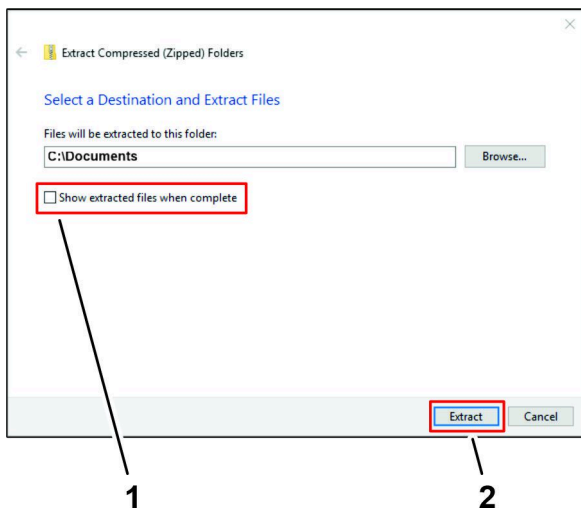 Extract Compressed (Zipped) Folders
Select a Destination and Extract Files
Files will be extracted to this folder:
C:\Documents
Browse...
Show extracted files when complete
Extract
Cancel
1
2